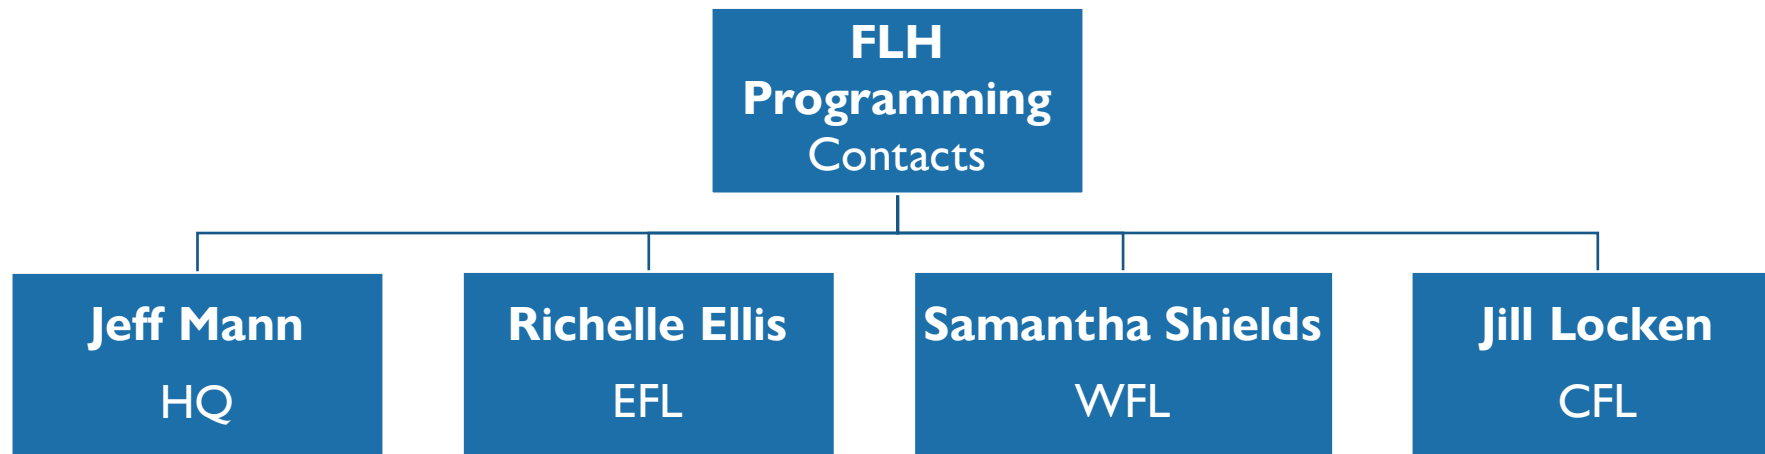 FLH
Programming
Contacts
Jeff Mann
HQ
Richelle Ellis
EFL
Samantha Shields
WFL
Jill Locken
CFL